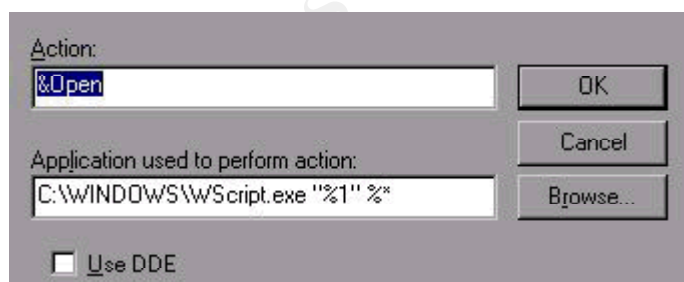 Action:
&Open
OK
Cancel
Application used to perform action:
C:\WINDOWS\WScript.exe "%1" %*
Browse...
Use DDE